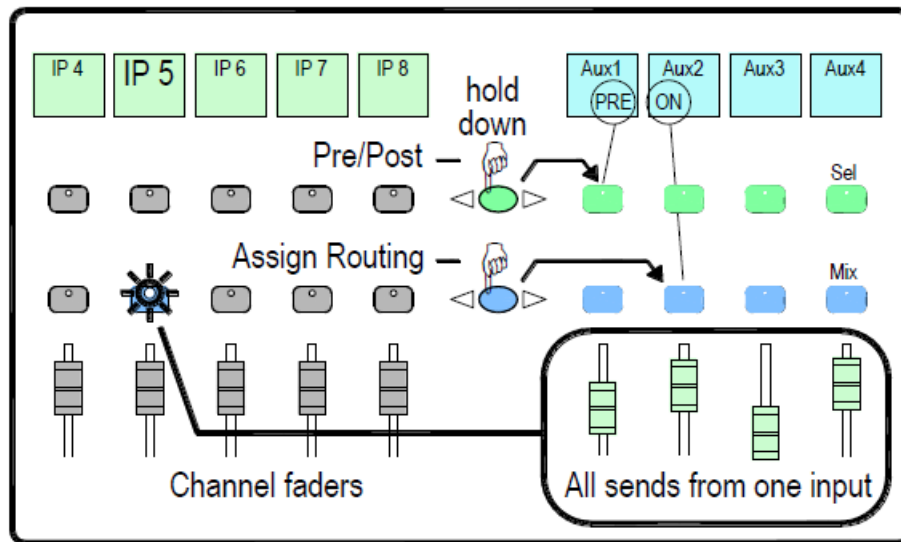 IP 4
IP 5
IP 6
IP 7
IP 8
Aux1
Aux2
Aux3
Aux4
PRE
ON
hold
down
Pre/Post
Sel
Assign Routing
Mix
Channel faders
All sends from one input